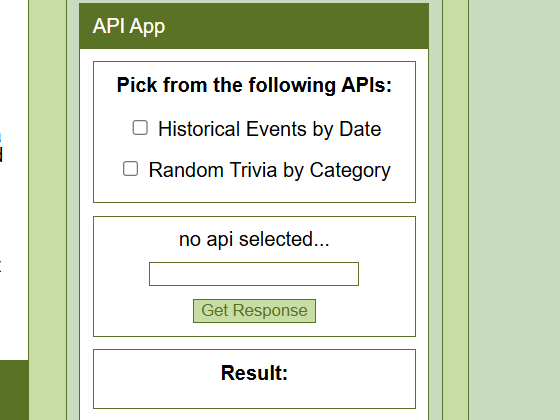 API App
Pick from the following APIs:
Historical Events by Date
Random Trivia by Category
no api selected...
Get Response
Result: